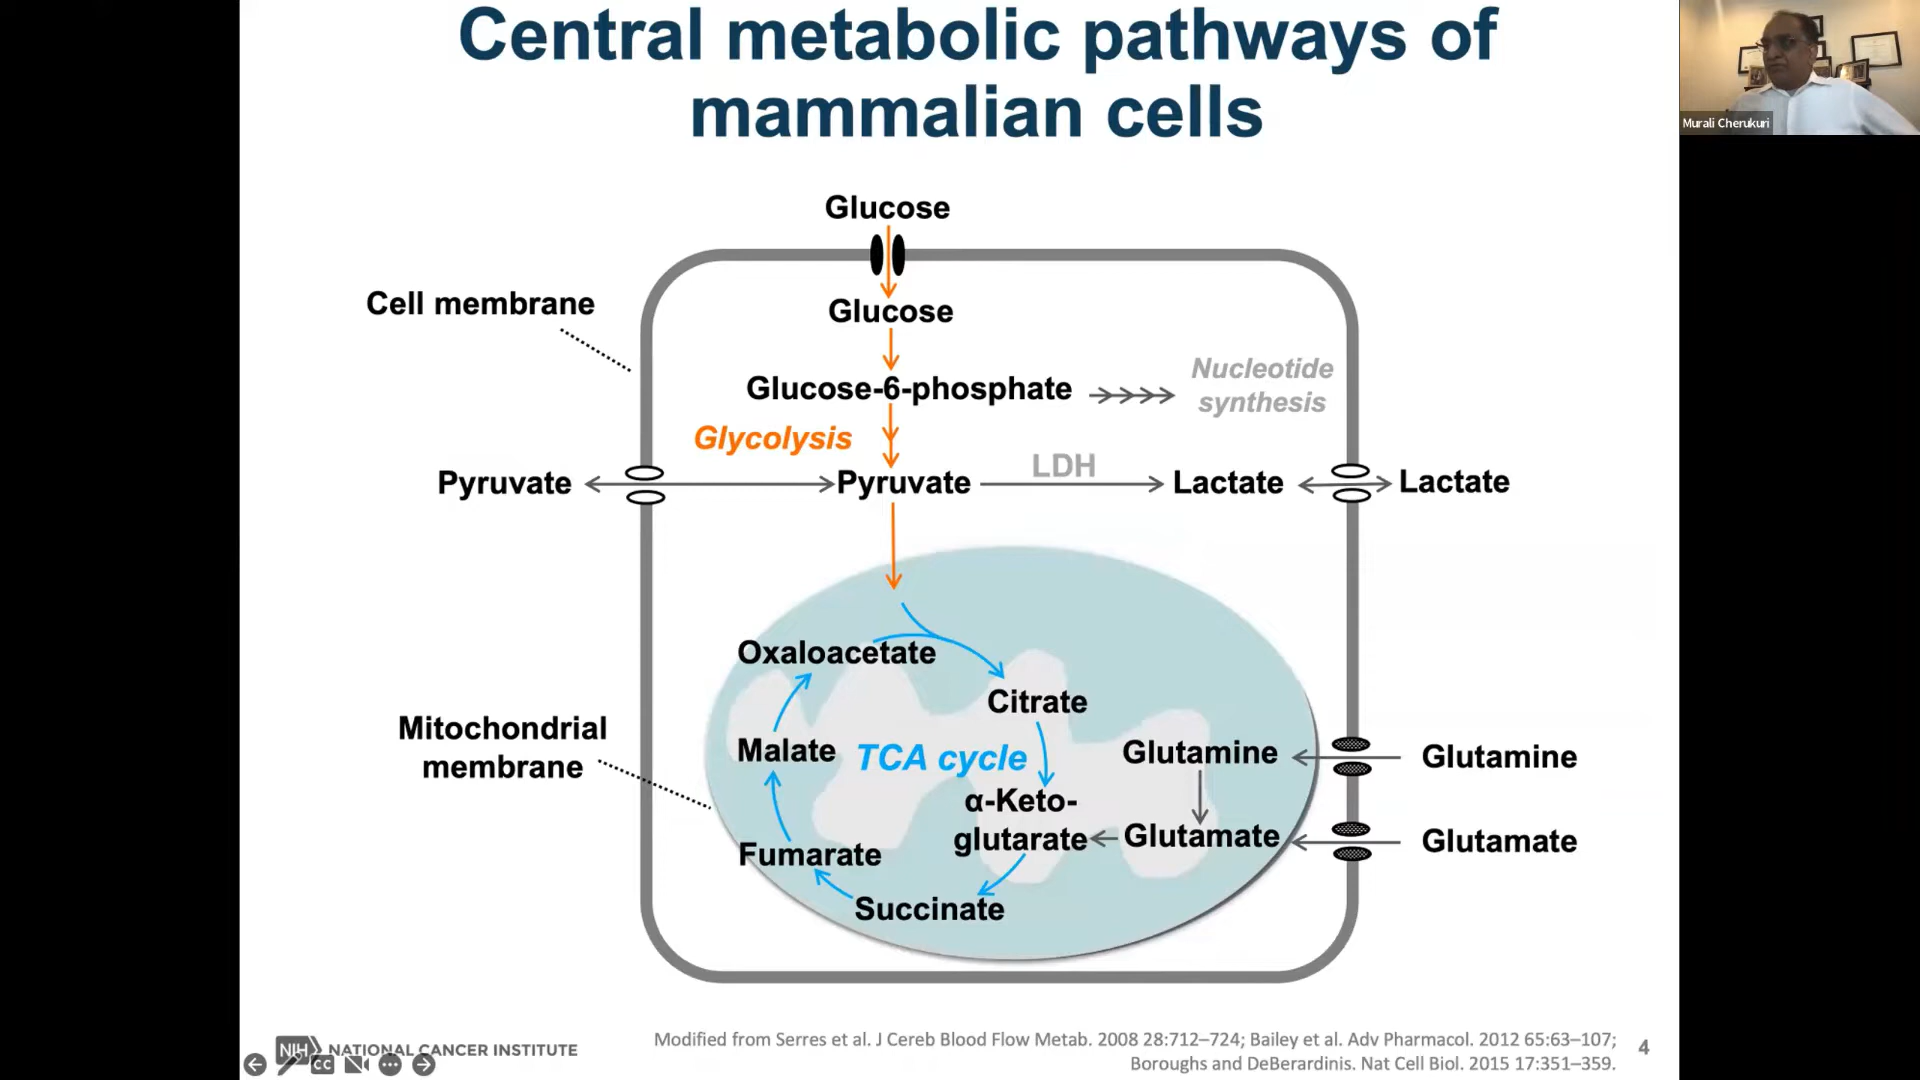 Central metabolic pathways of
mammalian cells
Murali Cherukuri
Glucose
Cell membrane
Glucose
Glucose-6-phosphate
Nucleotide
synthesis
Glycolysis
Pyruvate
Pyruvate
LDH
Lactate
Lactate
Oxaloacetate
Citrate
Mitochondrial
membrane
Malate
TCA cycle
Glutamine
Glutamine
α-Keto-
glutarate
Glutamate
Glutamate
Fumarate
Succinate
NIH NATIONAL CANCER INSTITUTE
CC
Modified from Serres et al. J Cereb Blood Flow Metab. 2008 28:712–724; Bailey et al. Adv Pharmacol. 2012 65:63–107;
Boroughs and DeBerardinis. Nat Cell Biol. 2015 17:351–359.
4